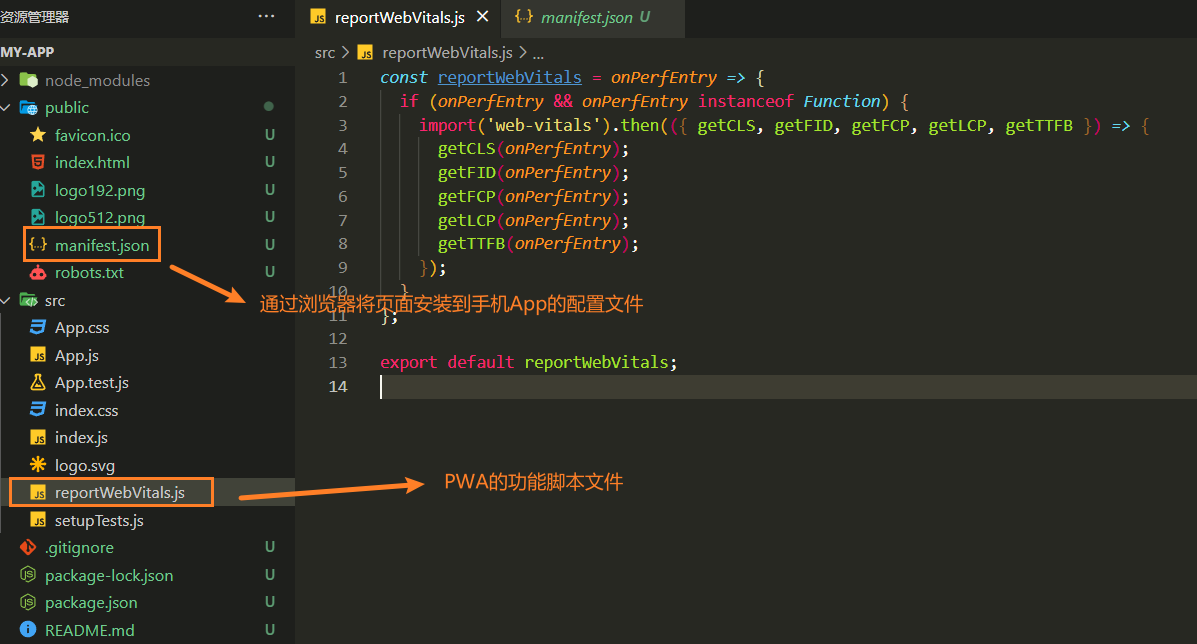 资源管理器 ...
MY-APP
node_modules
public
favicon.ico U
index.html U
logo192.png U
logo512.png U
manifest.json U
robots.txt U
src
App.css
App.js
App.test.js
index.css
index.js
logo.svg
reportWebVitals.js
setupTests.js
.gitignore U
package-lock.json U
package.json U
README.md U
JS reportWebVitals.js × {··} manifest.json U
src > JS reportWebVitals.js > ...
1 const reportWebVitals = onPerfEntry => {
2 if (onPerfEntry && onPerfEntry instanceof Function) {
3 import('web-vitals').then(({ getCLS, getFID, getFCP, getLCP, getTTFB }) => {
4 getCLS(onPerfEntry);
5 getFID(onPerfEntry);
6 getFCP(onPerfEntry);
7 getLCP(onPerfEntry);
8 getTTFB(onPerfEntry);
9 });
10 }
通过浏览器将页面安装到手机App的配置文件
11 };
12
13 export default reportWebVitals;
14
PWA的功能脚本文件